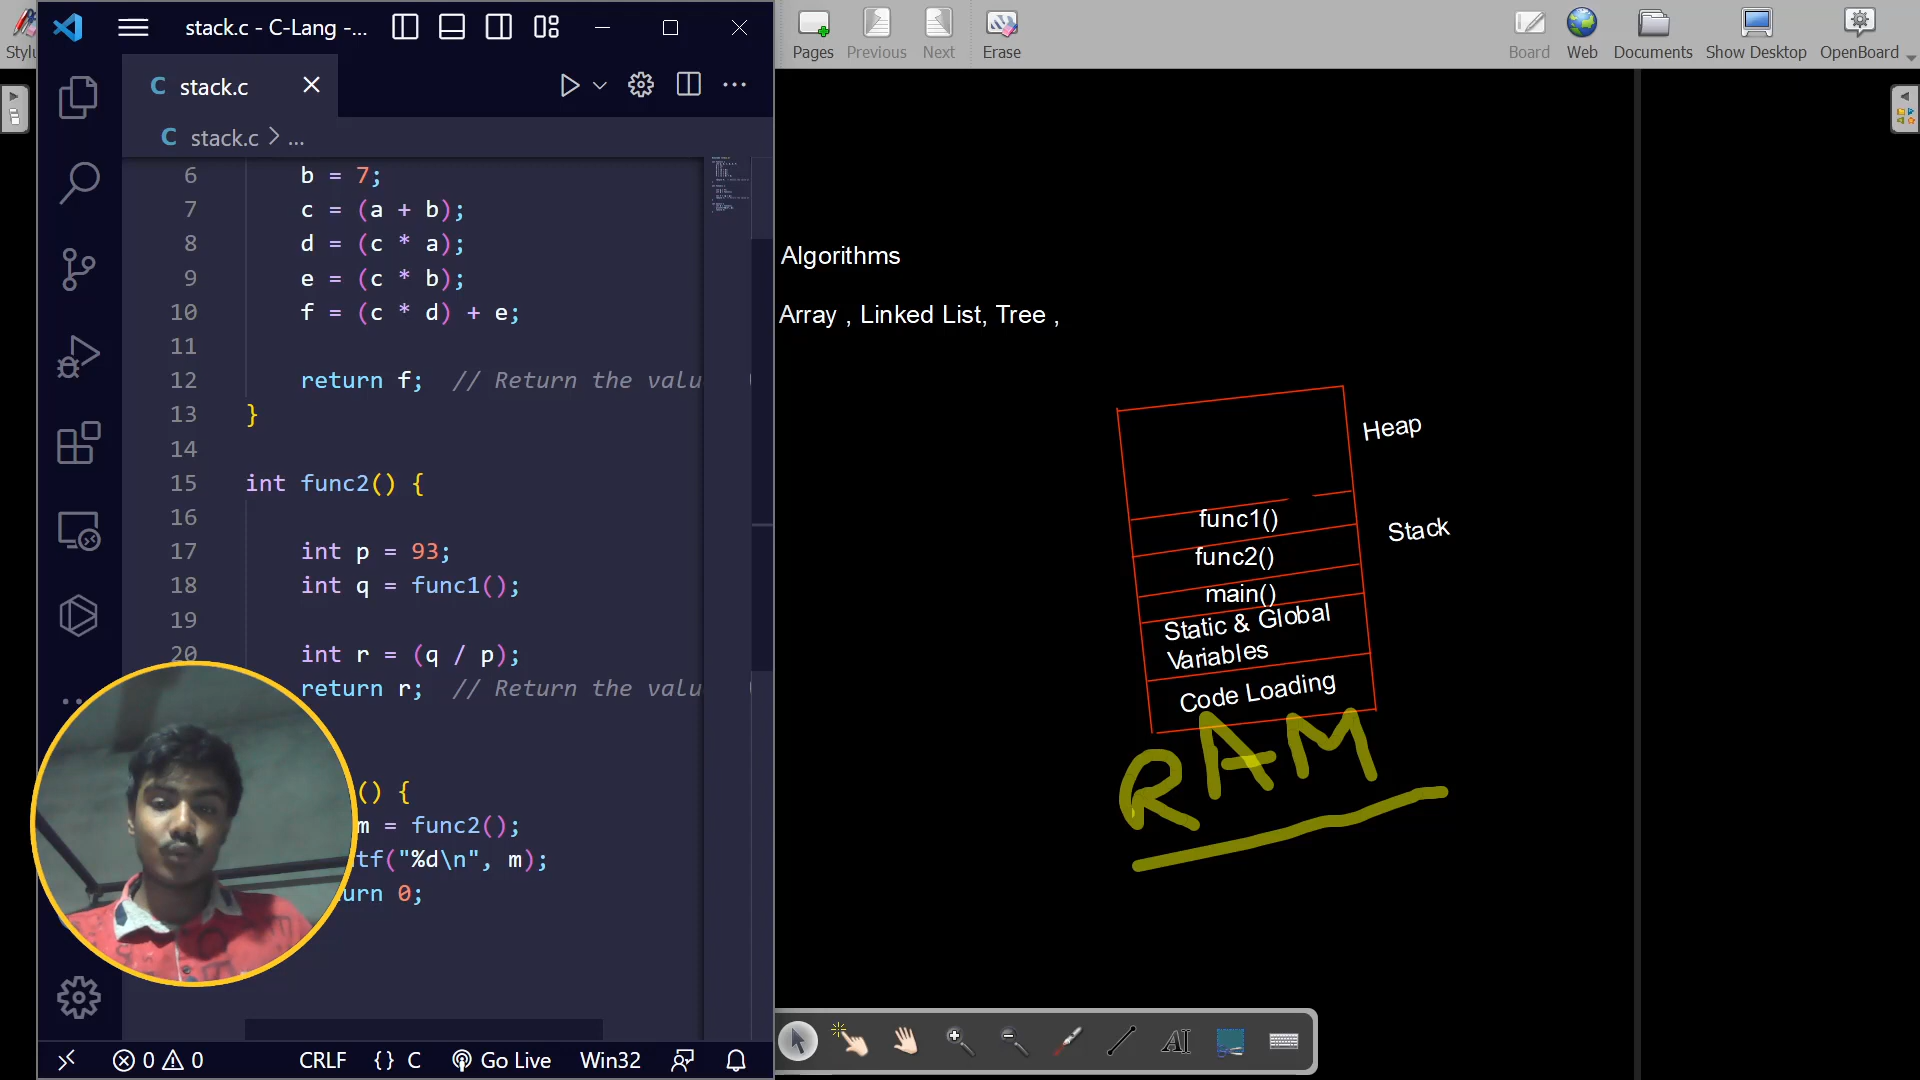 stack.c - C-Lang -...
Pages
Previous
Next
Erase
Board
Web
Documents
Show Desktop
OpenBoard
C stack.c
C stack.c > ...
6 b = 7;
7 c = (a + b);
8 d = (c * a);
9 e = (c * b);
10 f = (c * d) + e;
11
12 return f; // Return the valu
13 }
14
15 int func2() {
16
17 int p = 93;
18 int q = func1();
19
20 int r = (q / p);
return r; // Return the valu
() {
m = func2();
tf("%d\n", m);
urn 0;
0 0
CRLF
{} C
Go Live
Win32
Algorithms
Array , Linked List, Tree ,
Heap
func1()
Stack
func2()
main()
Static & Global
Variables
Code Loading
RAM